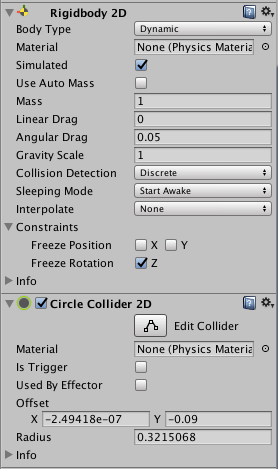 Rigidbody 2D
Body Type Dynamic
Material None (Physics Materia
Simulated
Use Auto Mass
Mass 1
Linear Drag 0
Angular Drag 0.05
Gravity Scale 1
Collision Detection Discrete
Sleeping Mode Start Awake
Interpolate None
Constraints
Freeze Position X Y
Freeze Rotation Z
Info
Circle Collider 2D
Edit Collider
Material None (Physics Materia
Is Trigger
Used By Effector
Offset
X -2.49418e-07 Y -0.09
Radius 0.3215068
Info